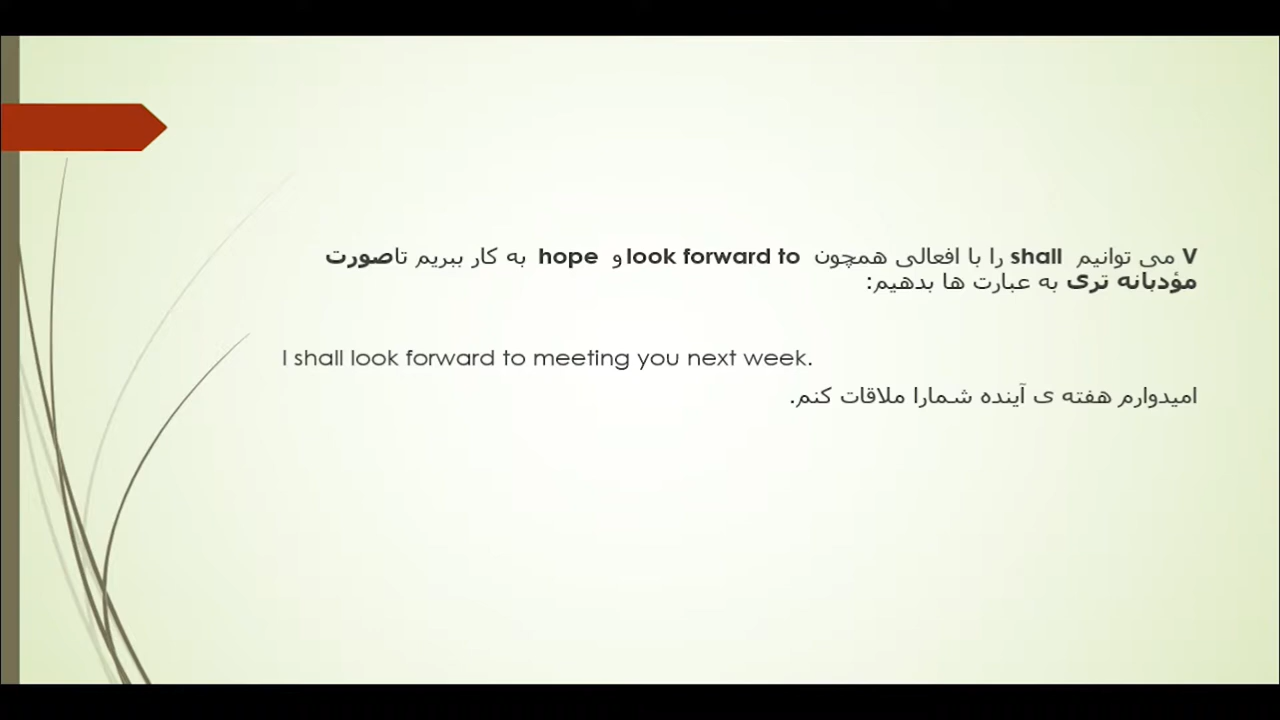 V می توانیم shall را با افعالی همچون look forward to و hope به کار ببریم تاصورت
مؤدبانه تری به عبارت ها بدهیم:
I shall look forward to meeting you next week.
امیدوارم هفته ی آینده شمارا ملاقات کنم.